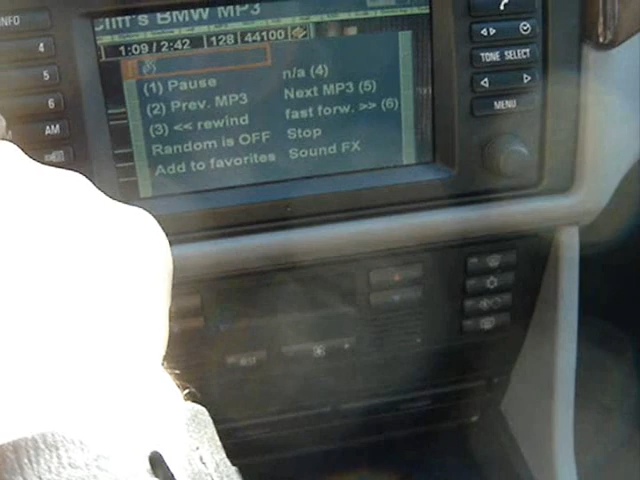 Cliff's BMW MP3
INFO
1:09 / 2:42 128 44100
4
(1) Pause n/a (4)
5
(2) Prev. MP3 Next MP3 (5)
6
(3) << rewind fast forw. >> (6)
AM
Random is OFF Stop
Add to favorites Sound FX
TONE SELECT
MENU